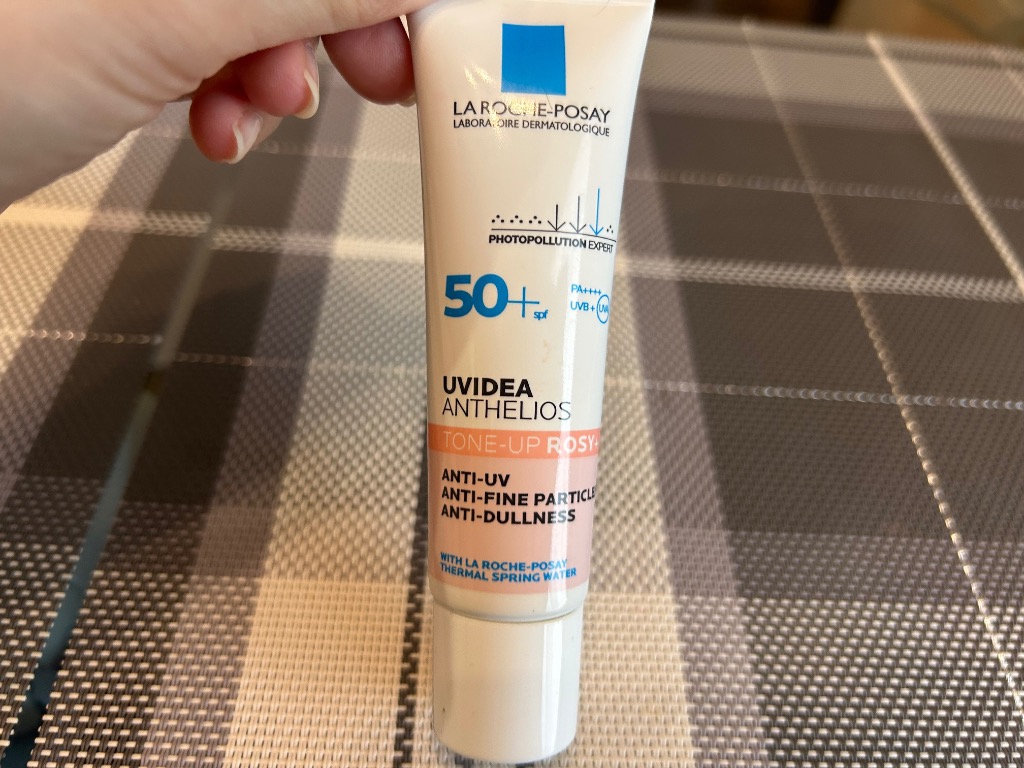 LA ROCHE-POSAY
LABORATOIRE DERMATOLOGIQUE
PHOTOPOLLUTION EXPERT
50+ spf
PA++++
UVB + UVA
UVIDEA
ANTHELIOS
TONE-UP ROSY-
ANTI-UV
ANTI-FINE PARTICLE
ANTI-DULLNESS
WITH LA ROCHE-POSAY
THERMAL SPRING WATER